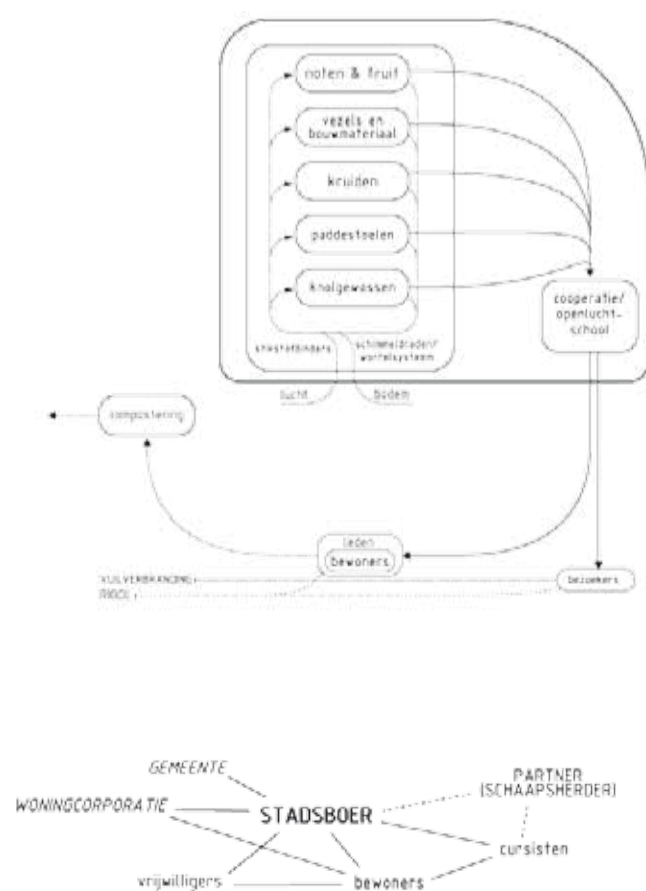 noten & fruit
vezels en
bouwmateriaal
kruiden
paddestoelen
knolgewassen
stikstofbinders
schimmeldraden/
wortelsysteem
lucht
bodem
cooperatie/
openlucht-
school
compostering
leden
bewoners
VUILVERBRANDING
RIOOL
bezoekers
GEMEENTE
WONINGCORPORATIE
STADSBOER
PARTNER
(SCHAAPSHERDER)
cursisten
vrijwilligers
bewoners